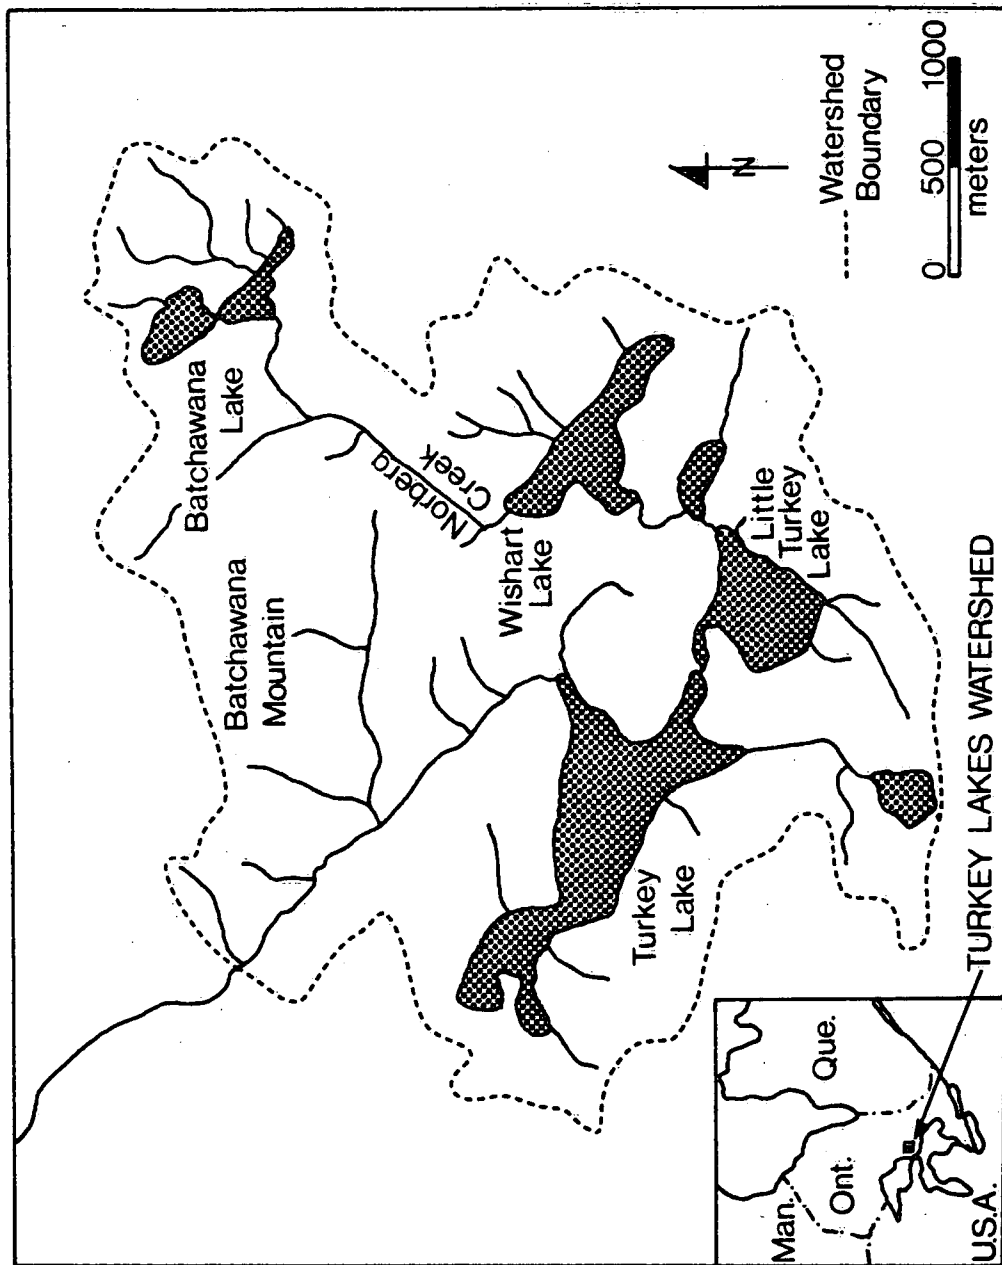 Batchawana
Lake
Batchawana
Mountain
Norberg
Creek
Wishart
Lake
Little
Turkey
Lake
Turkey
Lake
N
Watershed
Boundary
0 500 1000
meters
TURKEY LAKES WATERSHED
Man.
Ont.
Que.
U.S.A.